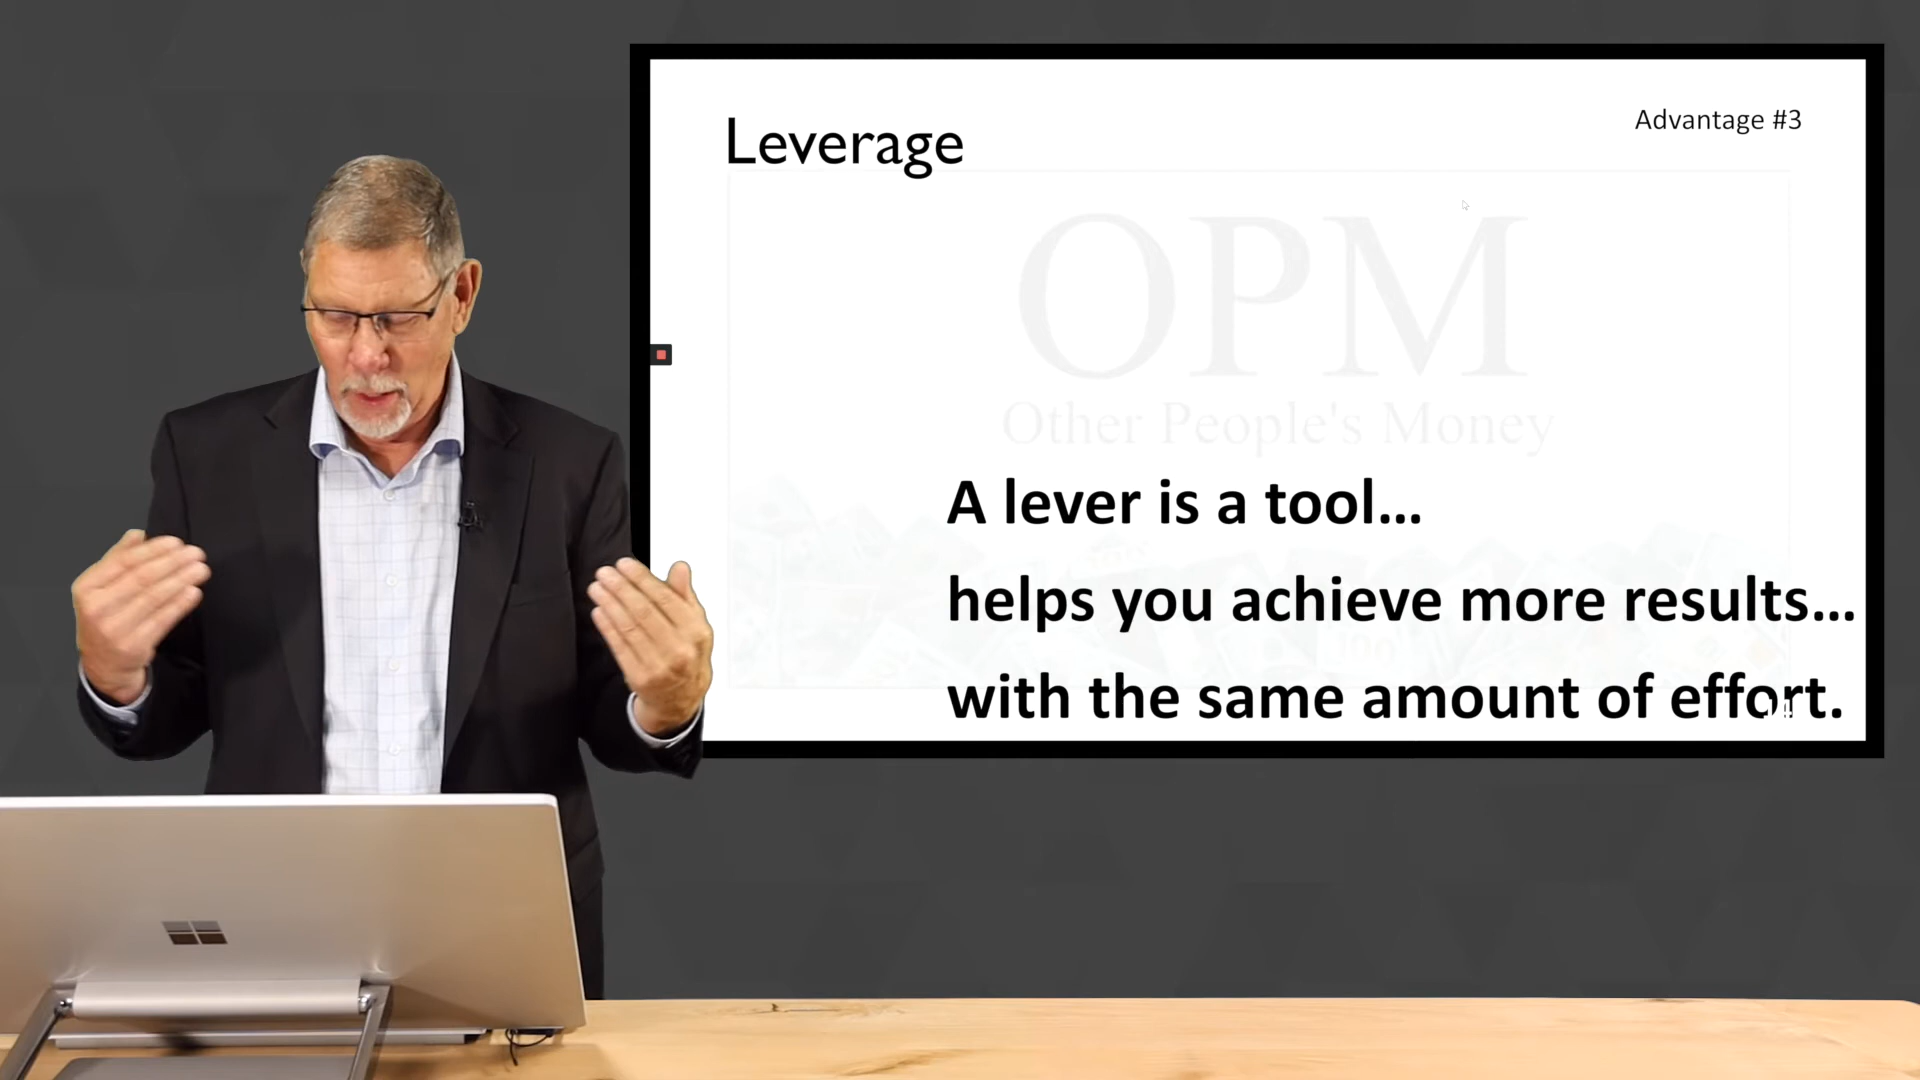 Advantage #3
Leverage
OPM
Other People's Money
A lever is a tool...
helps you achieve more results...
with the same amount of effort.
14